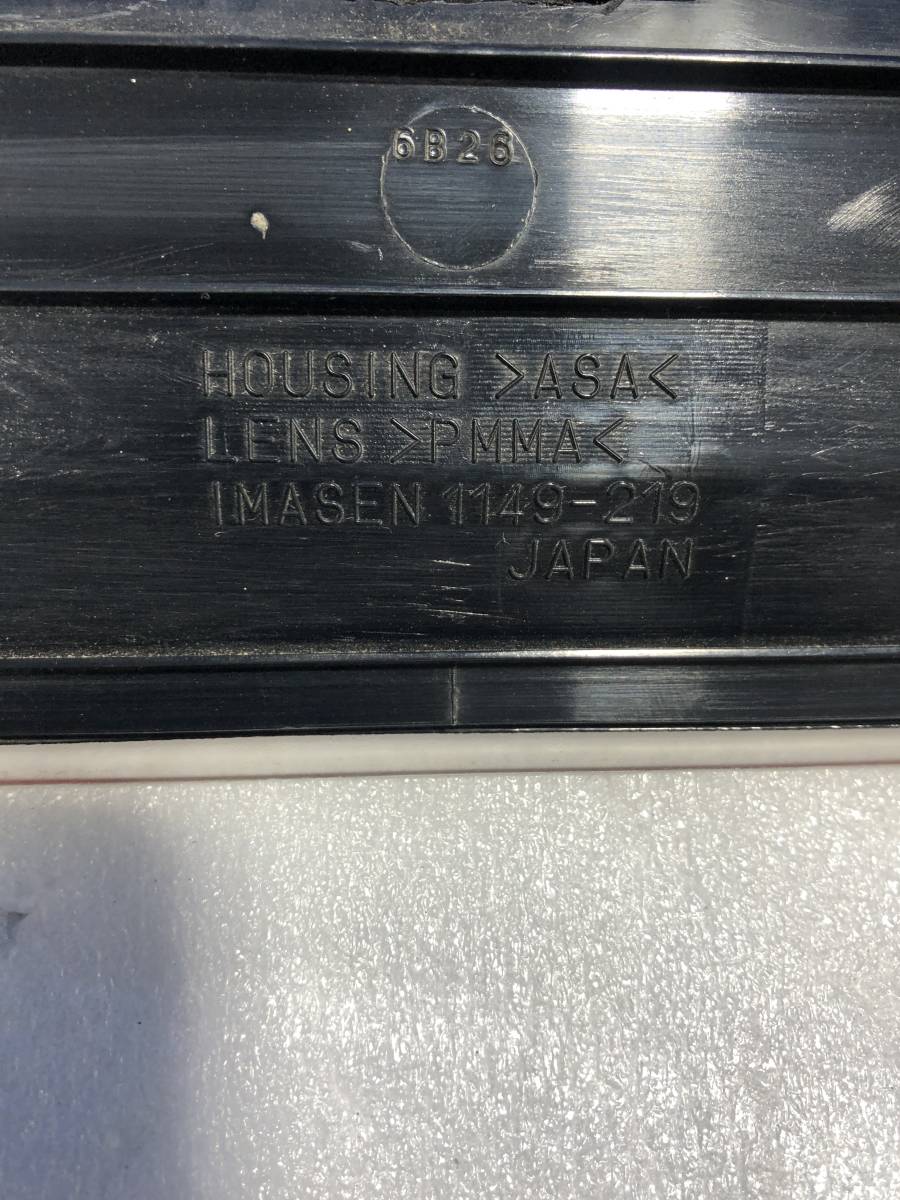 6B26
HOUSING >ASA<
LENS >PMMA<
IMASEN 1149-219
JAPAN